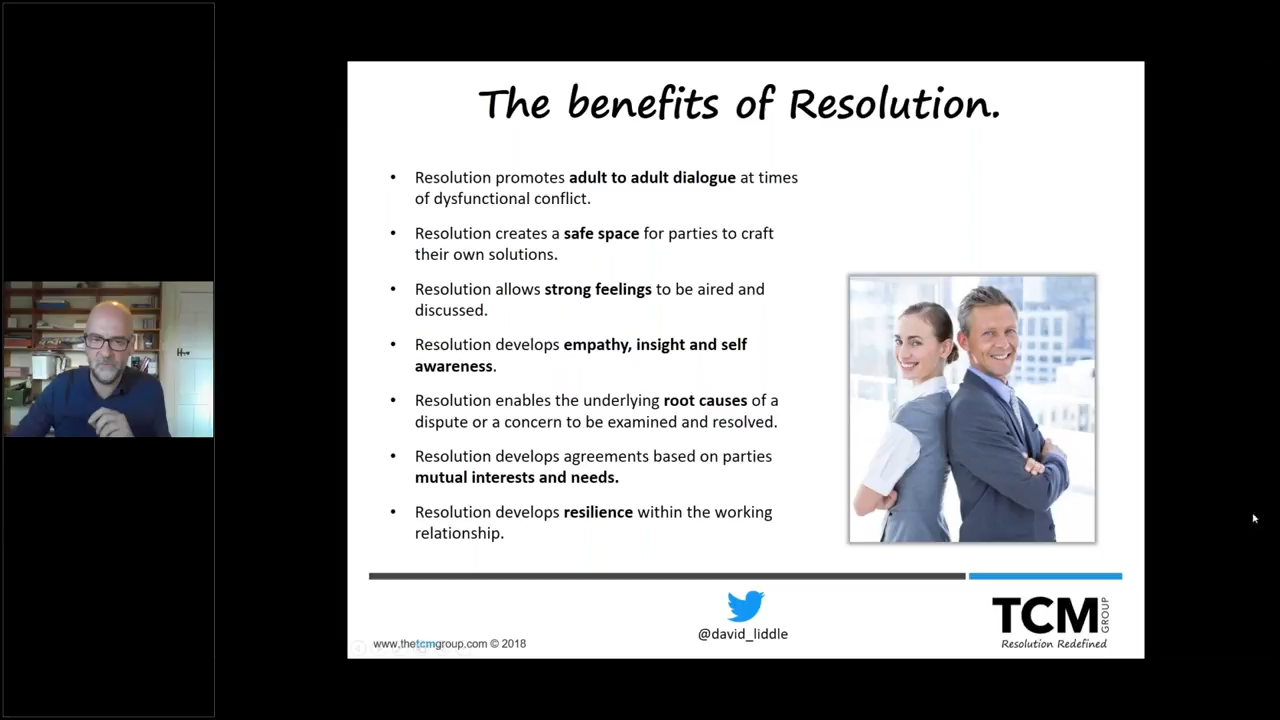 The benefits of Resolution.
• Resolution promotes adult to adult dialogue at times
of dysfunctional conflict.
• Resolution creates a safe space for parties to craft
their own solutions.
• Resolution allows strong feelings to be aired and
discussed.
• Resolution develops empathy, insight and self
awareness.
• Resolution enables the underlying root causes of a
dispute or a concern to be examined and resolved.
• Resolution develops agreements based on parties
mutual interests and needs.
• Resolution develops resilience within the working
relationship.
www.thetcmgroup.com © 2018
@david_liddle
TCM GROUP
Resolution Redefined